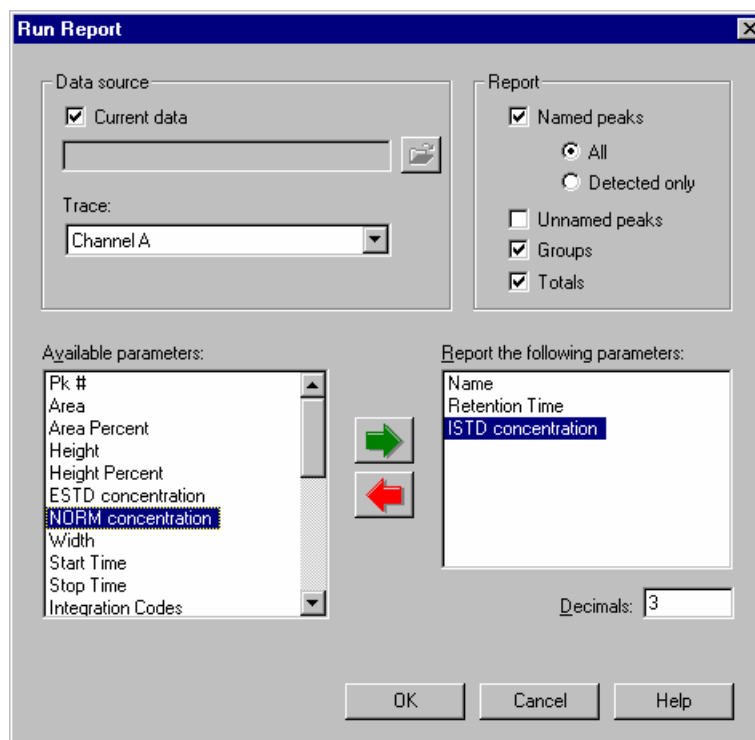 Run Report
Data source
Current data
Trace:
Channel A
Report
Named peaks
All
Detected only
Unnamed peaks
Groups
Totals
Available parameters:
Pk #
Area
Area Percent
Height
Height Percent
ESTD concentration
NORM concentration
Width
Start Time
Stop Time
Integration Codes
Report the following parameters:
Name
Retention Time
ISTD concentration
Decimals: 3
OK Cancel Help